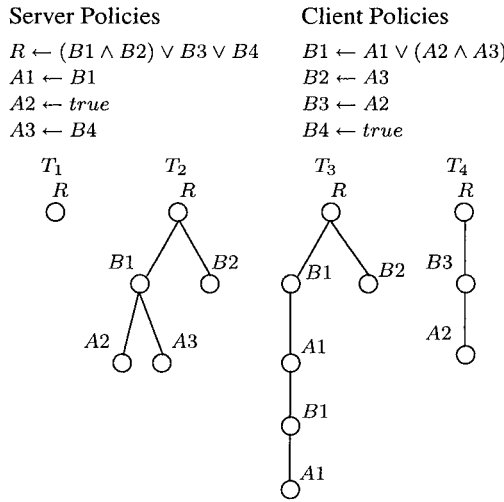 Server Policies
R ← (B1 ∧ B2) ∨ B3 ∨ B4
A1 ← B1
A2 ← true
A3 ← B4
Client Policies
B1 ← A1 ∨ (A2 ∧ A3)
B2 ← A3
B3 ← A2
B4 ← true
T1 T2 T3 T4
R R R R
B1 B2 B1 B2 B3
A2 A3 A1 A2
B1
A1